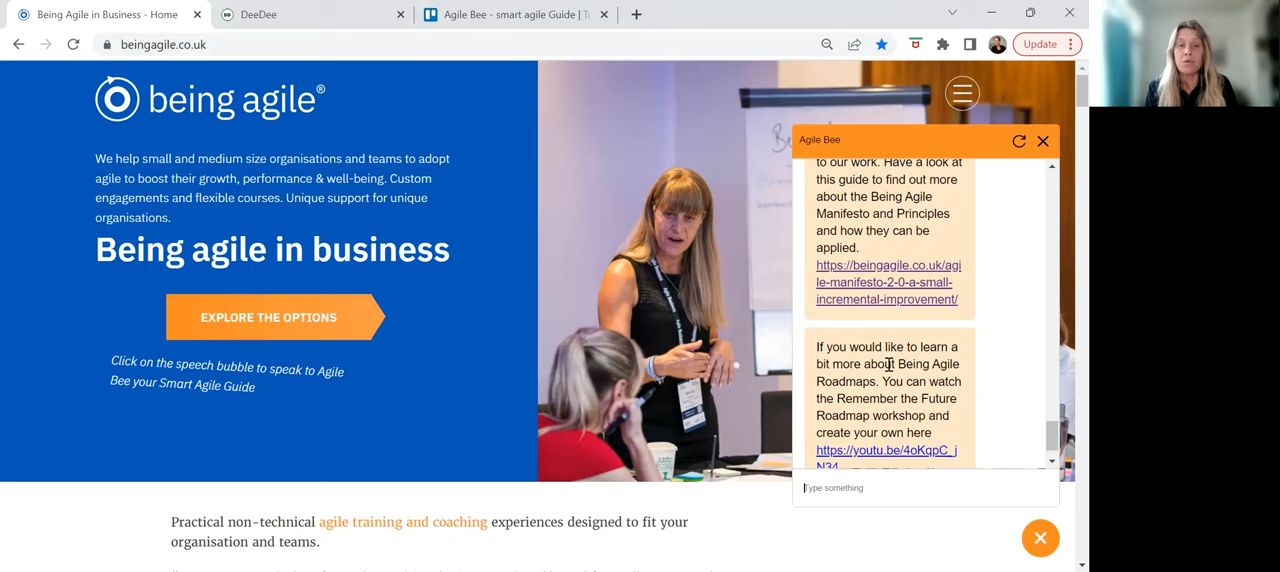 Being Agile in Business - Home
DeeDee
Agile Bee - smart agile Guide | Tr
beingagile.co.uk
Update
being agile®
We help small and medium size organisations and teams to adopt
agile to boost their growth, performance & well-being. Custom
engagements and flexible courses. Unique support for unique
organisations.
Being agile in business
EXPLORE THE OPTIONS
Click on the speech bubble to speak to Agile
Bee your Smart Agile Guide
Agile Bee
to our work. Have a look at
this guide to find out more
about the Being Agile
Manifesto and Principles
and how they can be
applied.
https://beingagile.co.uk/agi
le-manifesto-2-0-a-small-
incremental-improvement/
If you would like to learn a
bit more about Being Agile
Roadmaps. You can watch
the Remember the Future
Roadmap workshop and
create your own here
https://youtu.be/4oKqpC_j
N34
Type something
Practical non-technical agile training and coaching experiences designed to fit your
organisation and teams.